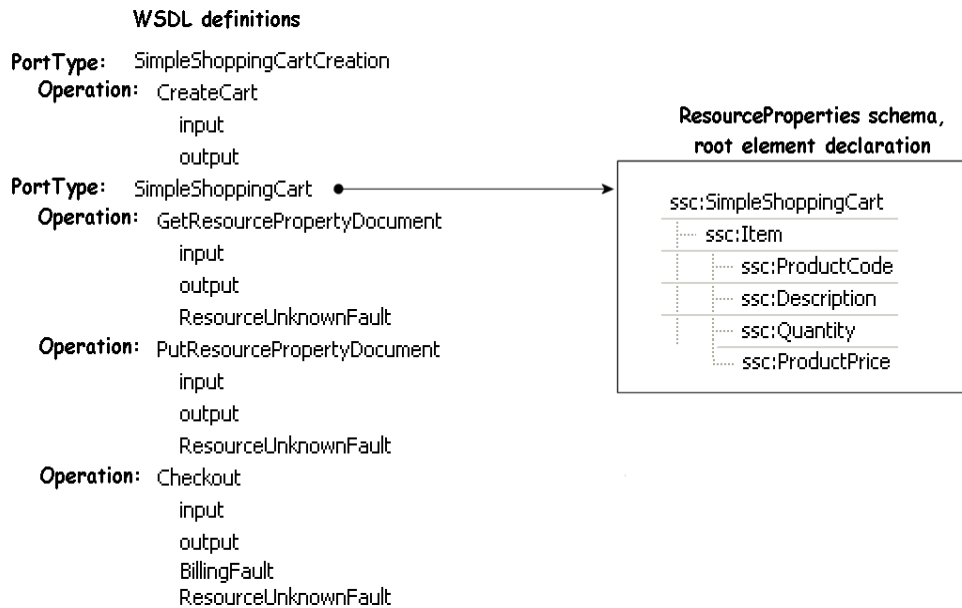 WSDL definitions
PortType: SimpleShoppingCartCreation
Operation: CreateCart
input
output
PortType: SimpleShoppingCart
Operation: GetResourcePropertyDocument
input
output
ResourceUnknownFault
Operation: PutResourcePropertyDocument
input
output
ResourceUnknownFault
Operation: Checkout
input
output
BillingFault
ResourceUnknownFault
ResourceProperties schema,
root element declaration
ssc:SimpleShoppingCart
ssc:Item
ssc:ProductCode
ssc:Description
ssc:Quantity
ssc:ProductPrice